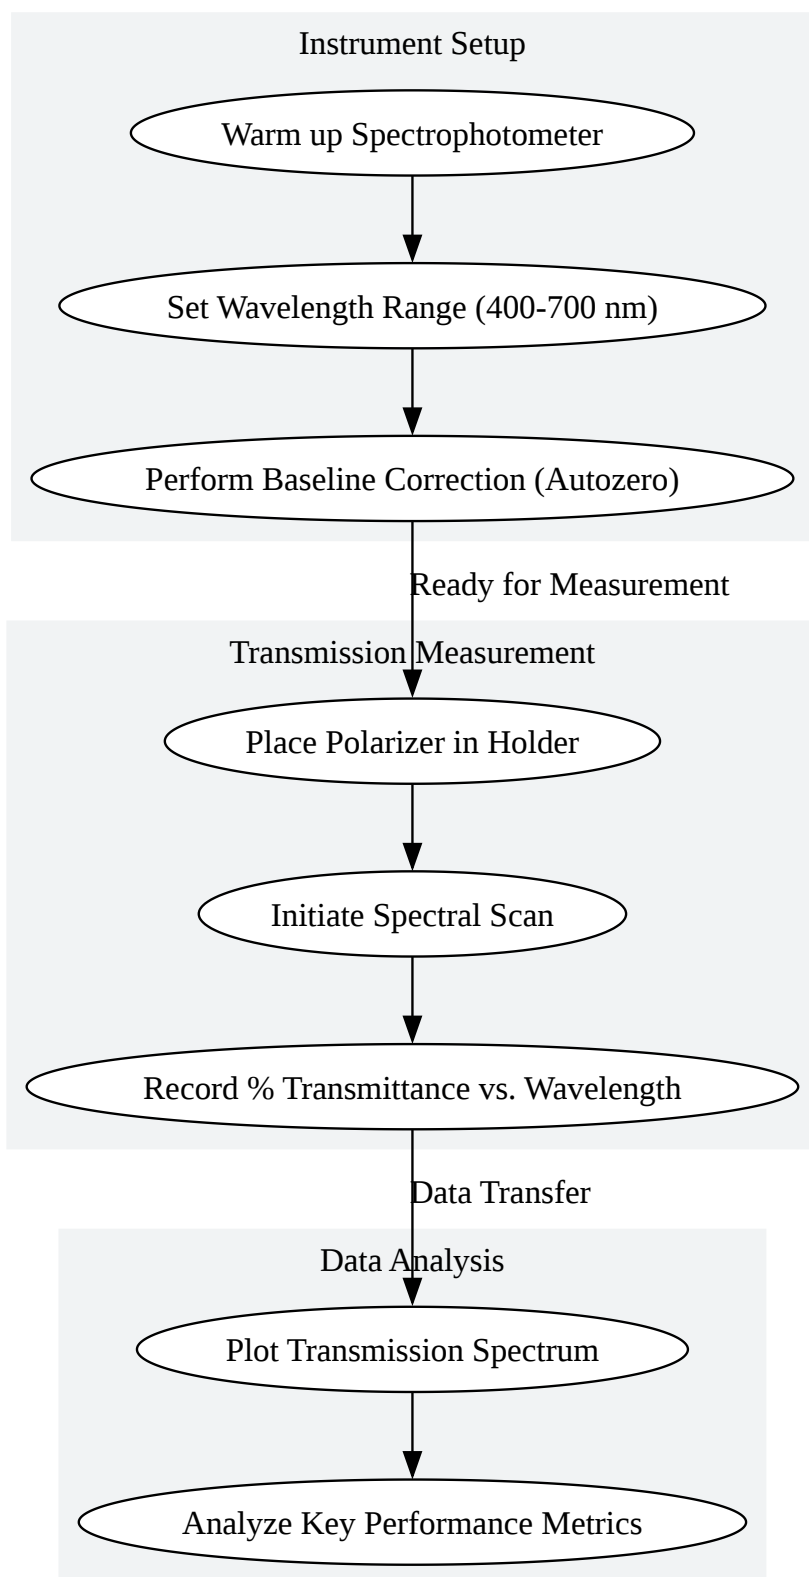 Instrument Setup
Warm up Spectrophotometer
Set Wavelength Range (400-700 nm)
Perform Baseline Correction (Autozero)
Ready for Measurement
Transmission Measurement
Place Polarizer in Holder
Initiate Spectral Scan
Record % Transmittance vs. Wavelength
Data Transfer
Data Analysis
Plot Transmission Spectrum
Analyze Key Performance Metrics